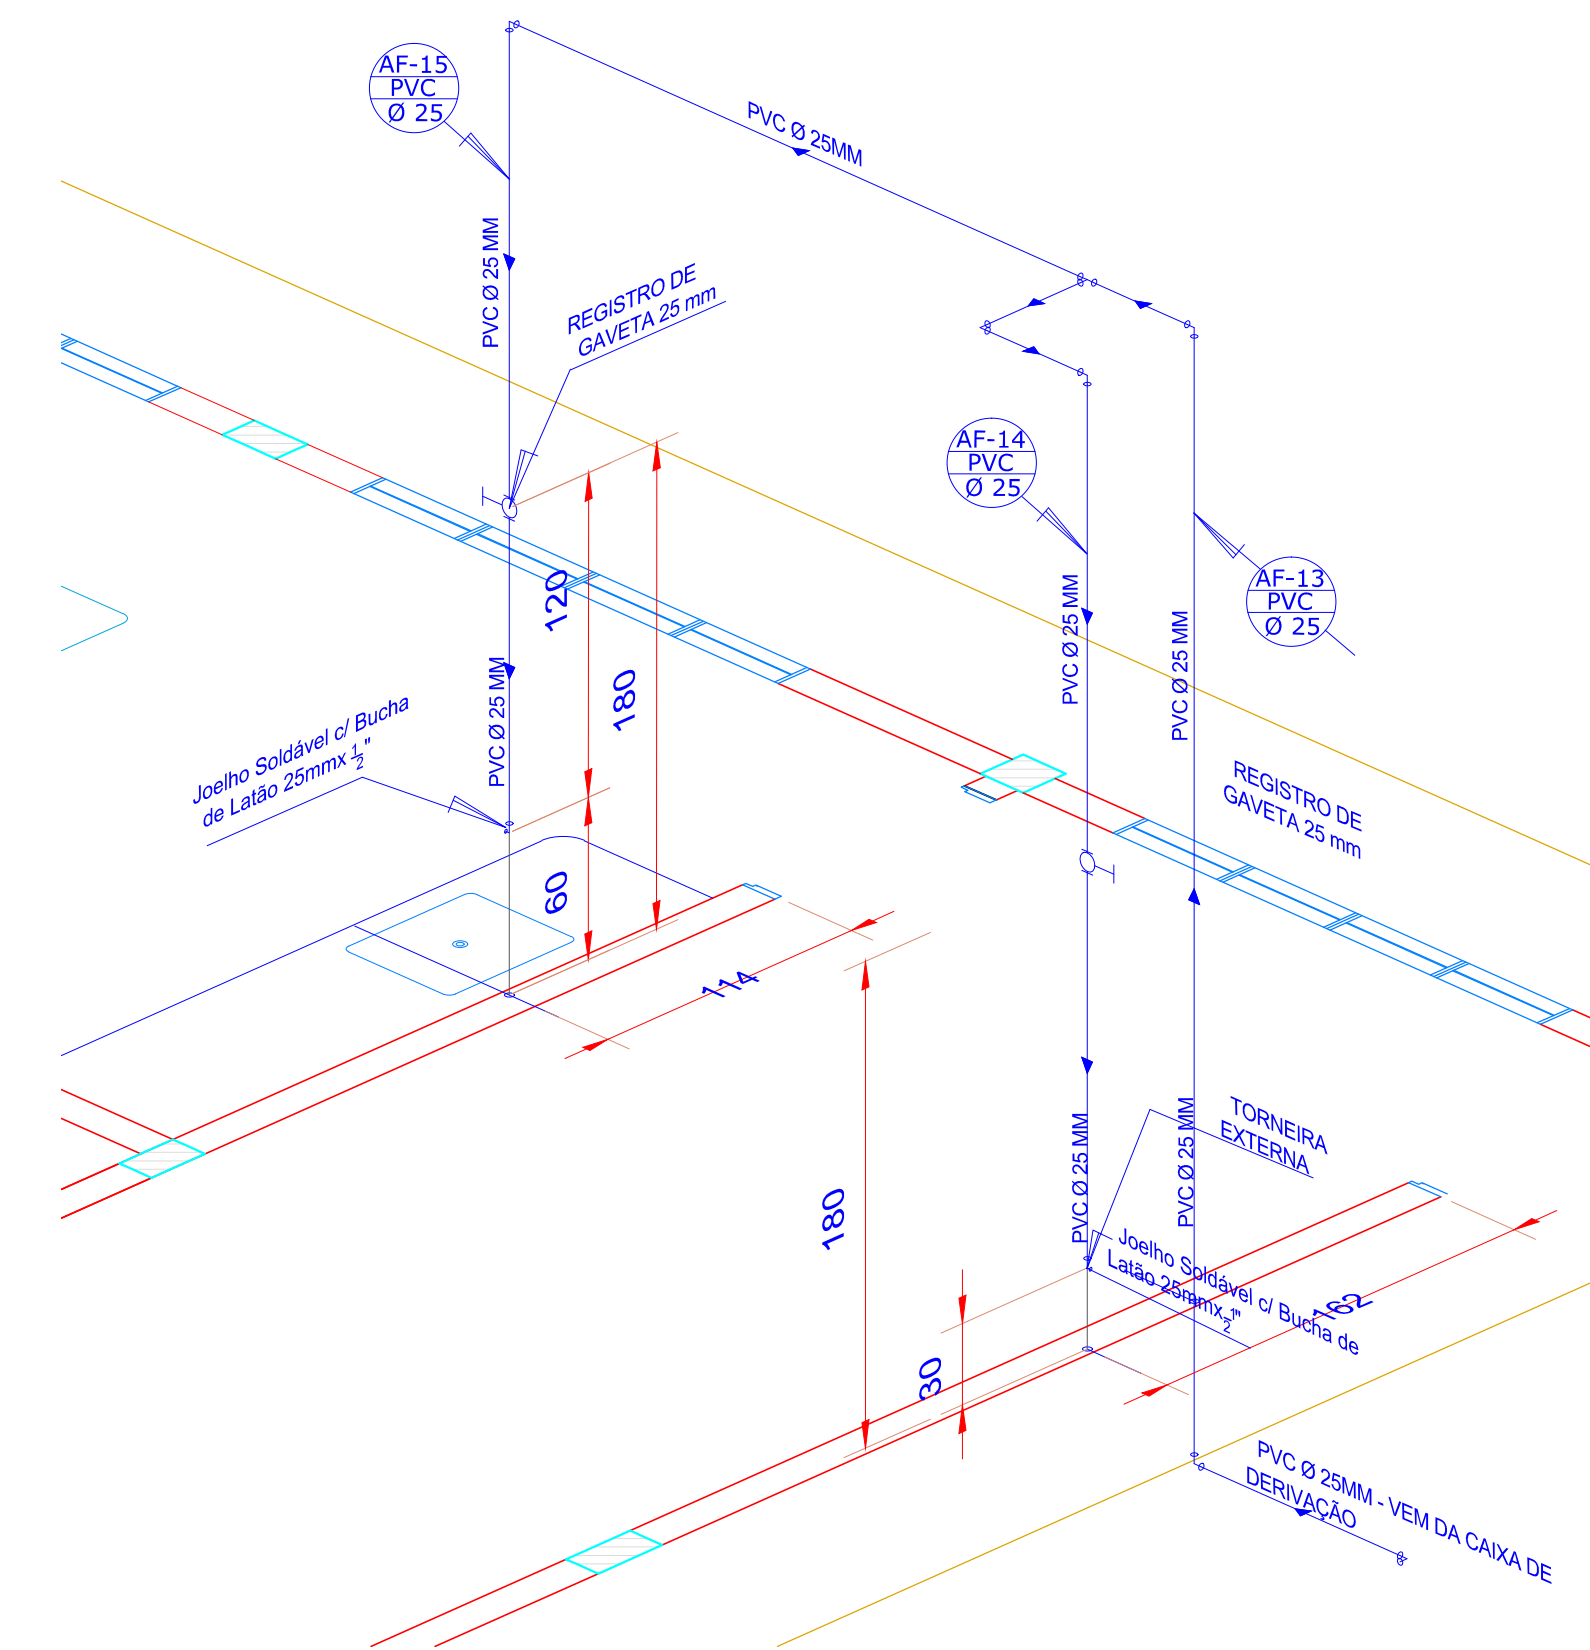 AF-15
PVC
Ø 25
PVC Ø 25MM
PVC Ø 25 MM
REGISTRO DE
GAVETA 25 mm
AF-14
PVC
Ø 25
AF-13
PVC
Ø 25
120
180
PVC Ø 25 MM
PVC Ø 25 MM
PVC Ø 25 MM
Joelho Soldável c/ Bucha
de Latão 25mmx 1/2"
REGISTRO DE
GAVETA 25 mm
60
114
180
PVC Ø 25 MM
PVC Ø 25 MM
TORNEIRA
EXTERNA
Joelho Soldável c/ Bucha de
Latão 25mmx 1/2"
162
30
PVC Ø 25MM - VEM DA CAIXA DE
DERIVAÇÃO